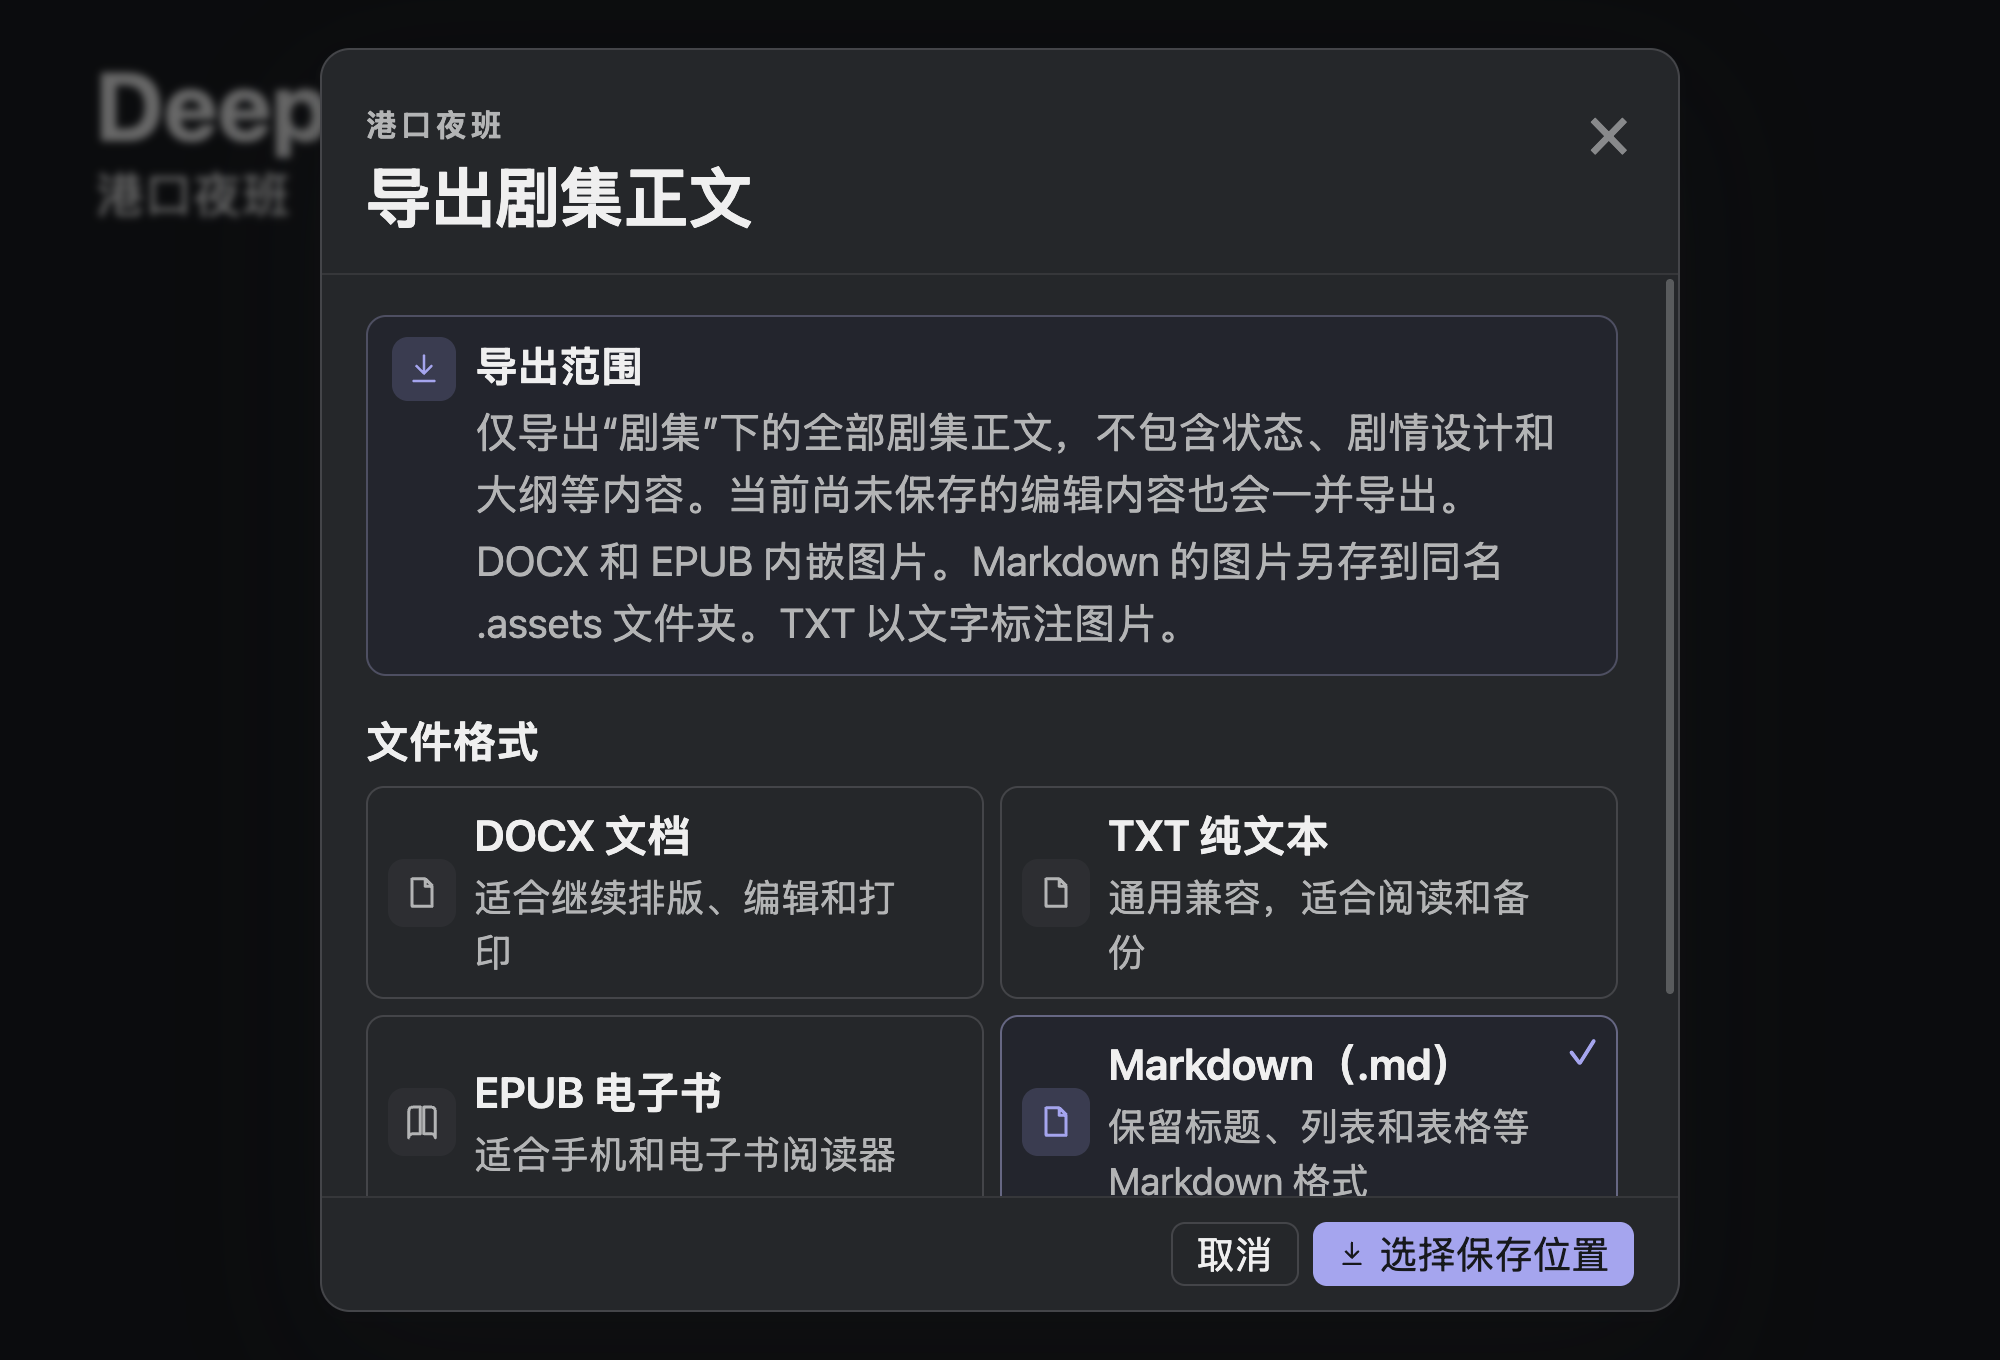 Deep
港口夜班
港口夜班
导出剧集正文
导出范围
仅导出“剧集”下的全部剧集正文，不包含状态、剧情设计和
大纲等内容。当前尚未保存的编辑内容也会一并导出。
DOCX 和 EPUB 内嵌图片。Markdown 的图片另存到同名
.assets 文件夹。TXT 以文字标注图片。
文件格式
DOCX 文档
适合继续排版、编辑和打
印
TXT 纯文本
通用兼容，适合阅读和备
份
EPUB 电子书
适合手机和电子书阅读器
Markdown（.md）
保留标题、列表和表格等
Markdown 格式
取消
选择保存位置